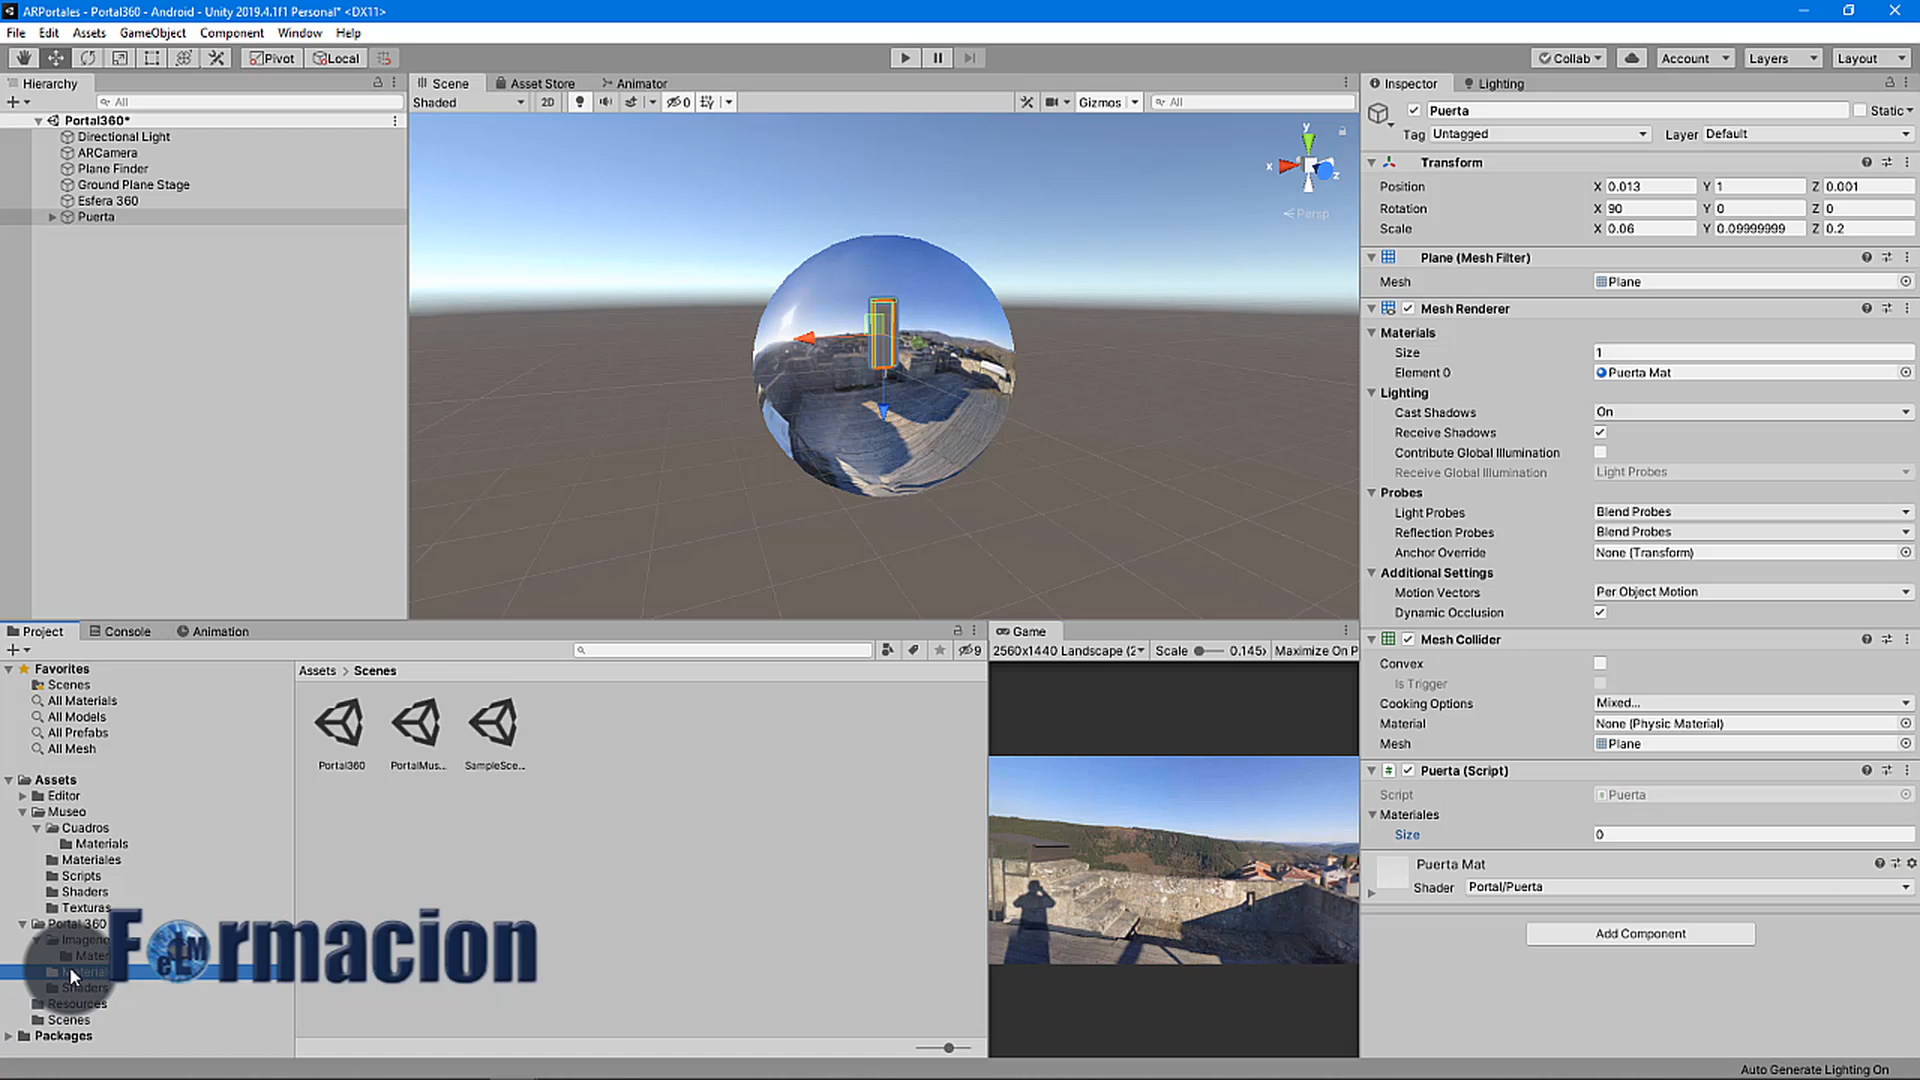 ARPortales - Portal360 - Android - Unity 2019.4.1f1 Personal* <DX11>
File Edit Assets GameObject Component Window Help
Pivot Local Collab Account Layers Layout
Hierarchy
All
Portal360*
Directional Light
ARCamera
Plane Finder
Ground Plane Stage
Esfera 360
Puerta
Scene Asset Store Animator
Shaded 2D 0 Gizmos All
y
x
z
Persp
Inspector Lighting
Puerta Static
Tag Untagged Layer Default
Transform
Position X 0.013 Y 1 Z 0.001
Rotation X 90 Y 0 Z 0
Scale X 0.06 Y 0.09999999 Z 0.2
Plane (Mesh Filter)
Mesh Plane
Mesh Renderer
Materials
Size 1
Element 0 Puerta Mat
Lighting
Cast Shadows On
Receive Shadows
Contribute Global Illumination
Receive Global Illumination Light Probes
Probes
Light Probes Blend Probes
Reflection Probes Blend Probes
Anchor Override None (Transform)
Additional Settings
Motion Vectors Per Object Motion
Dynamic Occlusion
Mesh Collider
Convex
Is Trigger
Cooking Options Mixed...
Material None (Physic Material)
Mesh Plane
Puerta (Script)
Script Puerta
Materiales
Size 0
Puerta Mat
Shader Portal/Puerta
Add Component
Project Console Animation
9
Favorites
Scenes
All Materials
All Models
All Prefabs
All Mesh
Assets
Editor
Museo
Cuadros
Materials
Materiales
Scripts
Shaders
Texturas
Portal 360
Shaders
Resources
Scenes
Packages
Assets > Scenes
Portal360 PortalMus... SampleSce...
Game
2560x1440 Landscape (2 Scale 0.145x Maximize On P
Formacion
eLM
Auto Generate Lighting On